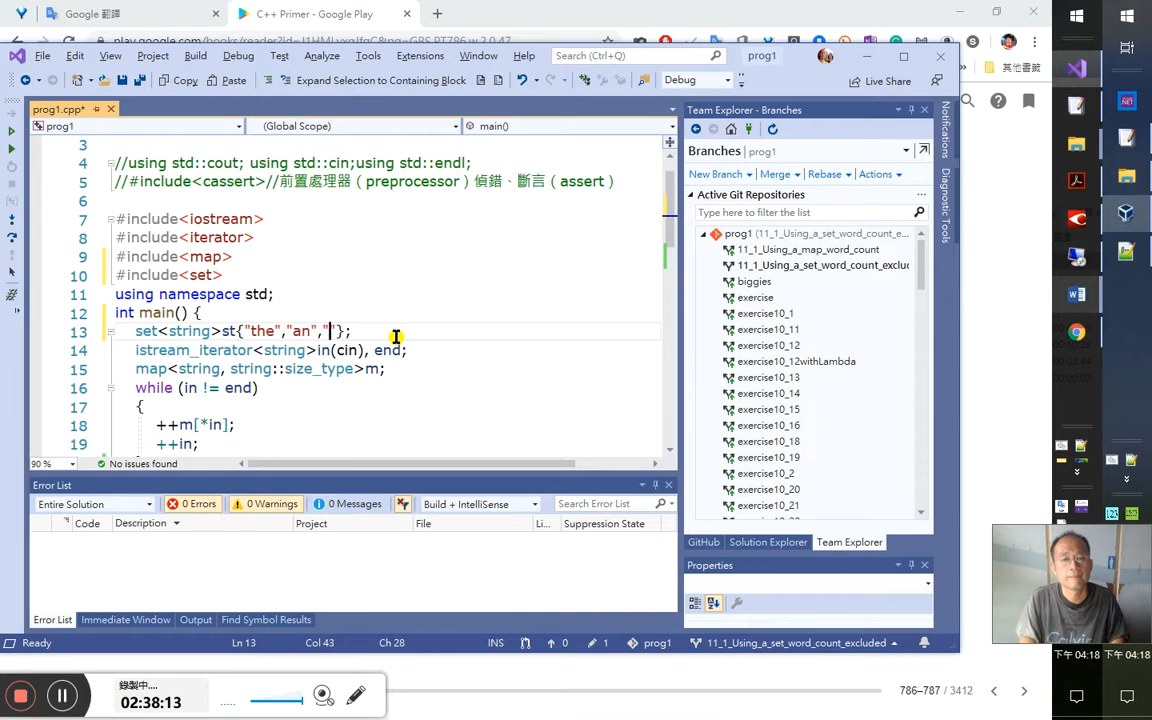 Google 翻譯
C++ Primer - Google Play
其他書籤
File Edit View Project Build Debug Test Analyze Tools Extensions Window Help
Search (Ctrl+Q)
prog1
Copy Paste Expand Selection to Containing Block
Debug
Live Share
prog1.cpp*
prog1
(Global Scope)
main()
3
4 //using std::cout; using std::cin;using std::endl;
5 //#include<cassert>//前置處理器（preprocessor）偵錯、斷言（assert）
6
7 #include<iostream>
8 #include<iterator>
9 #include<map>
10 #include<set>
11 using namespace std;
12 int main() {
13 set<string>st{"the","an",""};
14 istream_iterator<string>in(cin), end;
15 map<string, string::size_type>m;
16 while (in != end)
17 {
18 ++m[*in];
19 ++in;
90 % No issues found
Team Explorer - Branches
Branches | prog1
New Branch Merge Rebase Actions
Active Git Repositories
Type here to filter the list
prog1 (11_1_Using_a_set_word_count_e...
11_1_Using_a_map_word_count
11_1_Using_a_set_word_count_exclu
biggies
exercise
exercise10_1
exercise10_11
exercise10_12
exercise10_12withLambda
exercise10_13
exercise10_14
exercise10_15
exercise10_16
exercise10_18
exercise10_19
exercise10_2
exercise10_20
exercise10_21
GitHub Solution Explorer Team Explorer
Properties
Notifications
Diagnostic Tools
Error List
Entire Solution 0 Errors 0 Warnings 0 Messages Build + IntelliSense Search Error List
Code Description Project File Li... Suppression State
Error List Immediate Window Output Find Symbol Results
Ready Ln 13 Col 43 Ch 28 INS 0 1 prog1 11_1_Using_a_set_word_count_excluded
錄製中....
02:38:13
786–787 / 3412
下午 04:18
下午 04:18